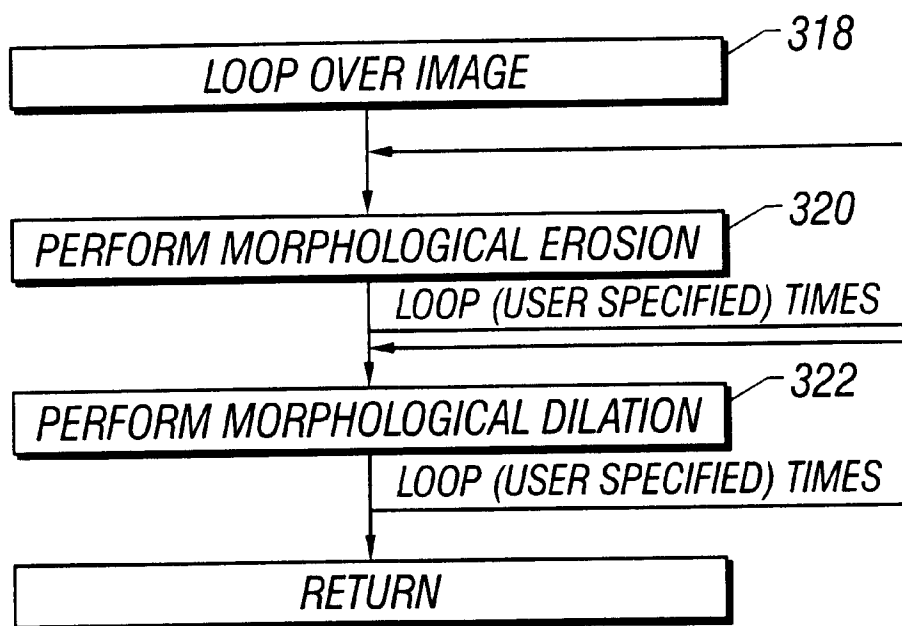 318
LOOP OVER IMAGE
320
PERFORM MORPHOLOGICAL EROSION
LOOP (USER SPECIFIED) TIMES
322
PERFORM MORPHOLOGICAL DILATION
LOOP (USER SPECIFIED) TIMES
RETURN